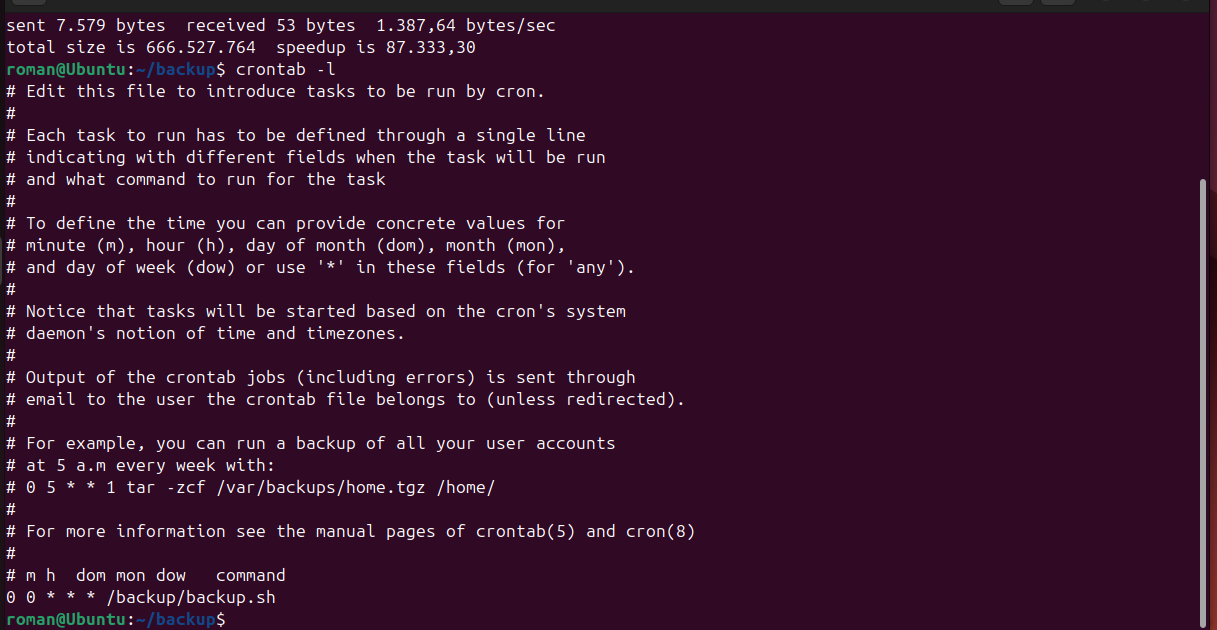 sent 7.579 bytes  received 53 bytes  1.387,64 bytes/sec
total size is 666.527.764  speedup is 87.333,30
roman@Ubuntu:~/backup$ crontab -l
# Edit this file to introduce tasks to be run by cron.
#
# Each task to run has to be defined through a single line
# indicating with different fields when the task will be run
# and what command to run for the task
#
# To define the time you can provide concrete values for
# minute (m), hour (h), day of month (dom), month (mon),
# and day of week (dow) or use '*' in these fields (for 'any').
#
# Notice that tasks will be started based on the cron's system
# daemon's notion of time and timezones.
#
# Output of the crontab jobs (including errors) is sent through
# email to the user the crontab file belongs to (unless redirected).
#
# For example, you can run a backup of all your user accounts
# at 5 a.m every week with:
# 0 5 * * 1 tar -zcf /var/backups/home.tgz /home/
#
# For more information see the manual pages of crontab(5) and cron(8)
#
# m h  dom mon dow   command
0 0 * * * /backup/backup.sh
roman@Ubuntu:~/backup$